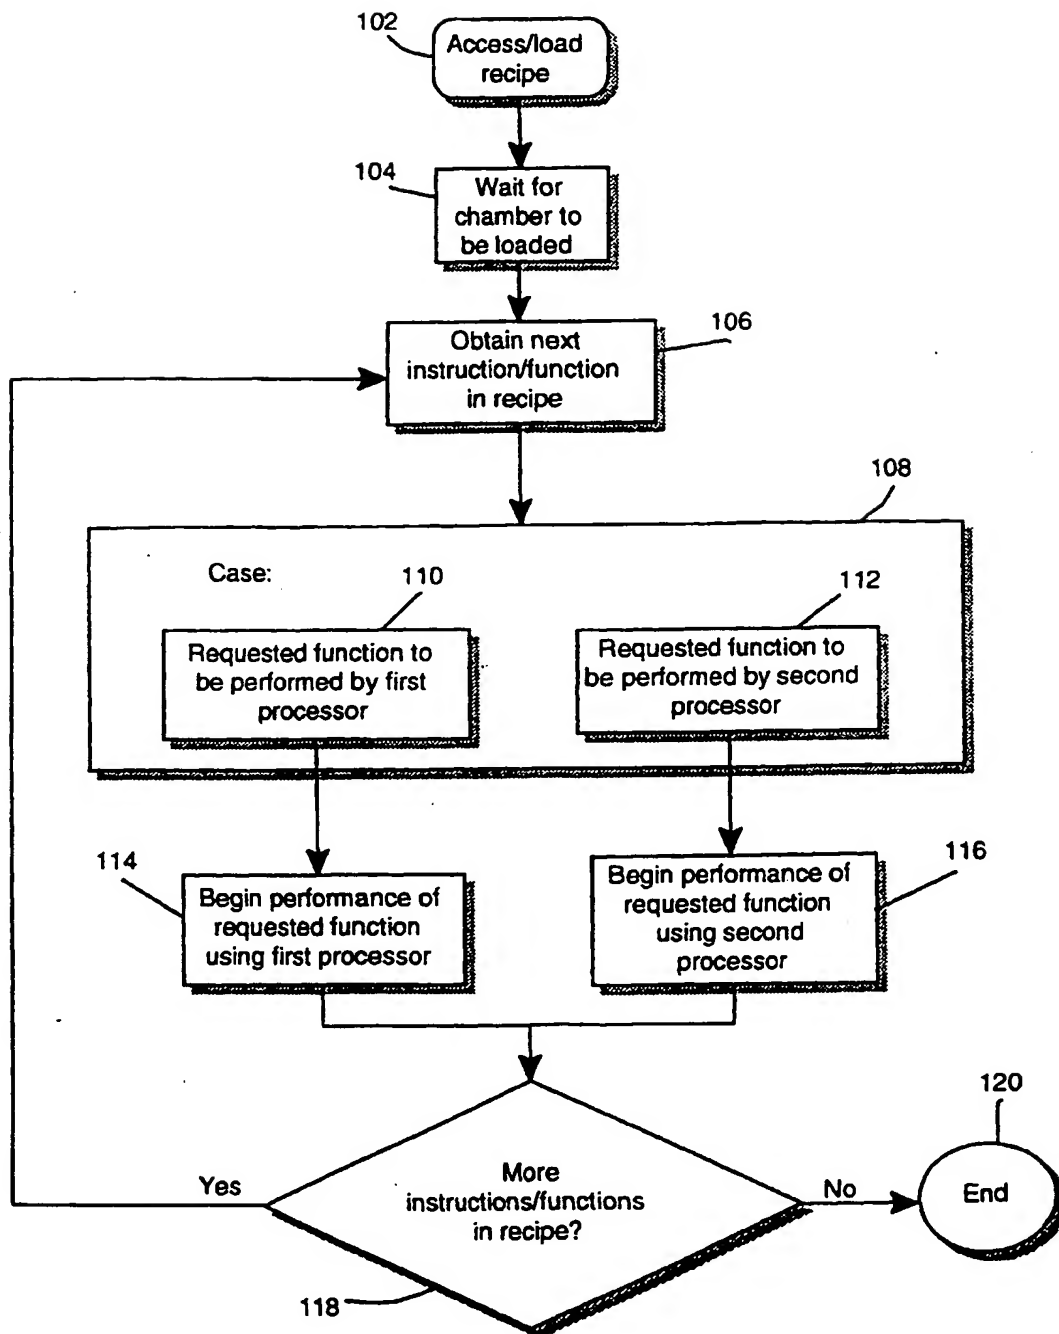 102
Access/load
recipe
104
Wait for
chamber to
be loaded
106
Obtain next
instruction/function
in recipe
108
Case:
110
112
Requested function to
be performed by first
processor
Requested function to
be performed by second
processor
114
116
Begin performance of
requested function
using first processor
Begin performance of
requested function
using second
processor
120
More
instructions/functions
in recipe?
Yes
No
End
118